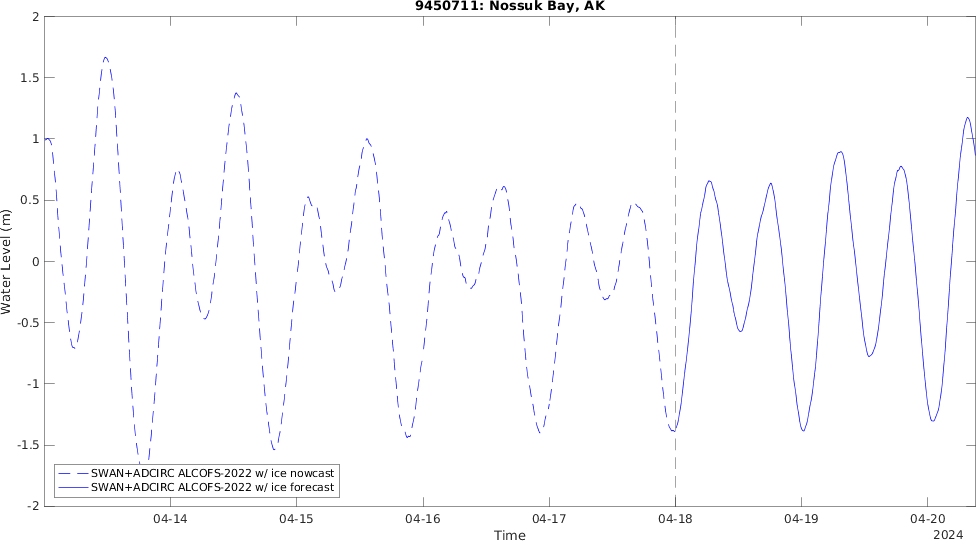 9450711: Nossuk Bay, AK
2
1.5
1
0.5
0
-0.5
-1
-1.5
-2
Water Level (m)
SWAN+ADCIRC ALCOFS-2022 w/ ice nowcast
SWAN+ADCIRC ALCOFS-2022 w/ ice forecast
04-14 04-15 04-16 04-17 04-18 04-19 04-20
Time
2024